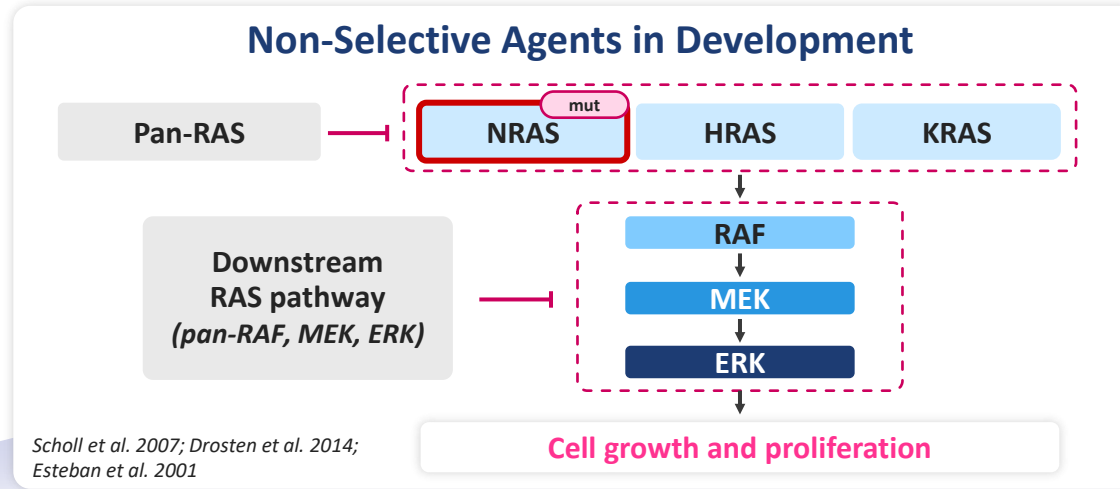 Non-Selective Agents in Development
mut
Pan-RAS
NRAS
HRAS
KRAS
Downstream
RAS pathway
(pan-RAF, MEK, ERK)
RAF
MEK
ERK
Scholl et al. 2007; Drosten et al. 2014;
Esteban et al. 2001
Cell growth and proliferation